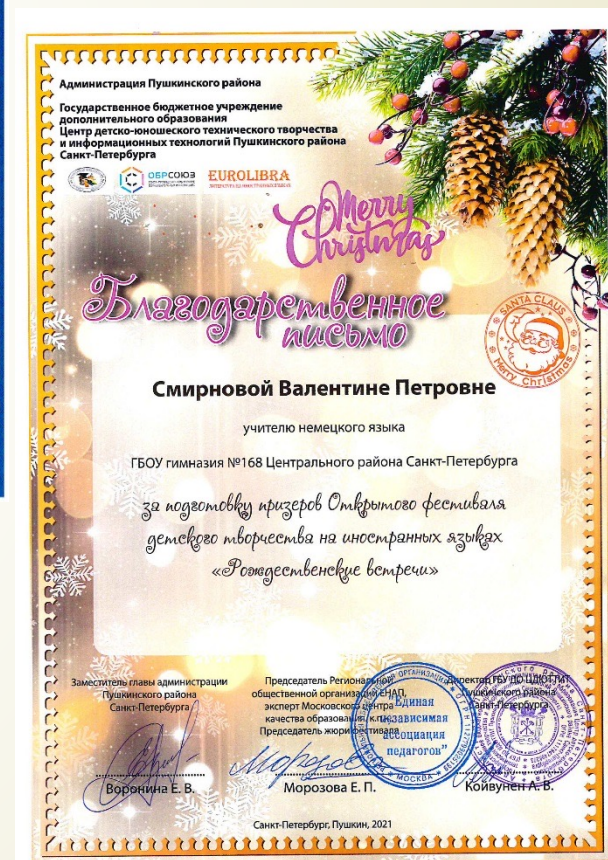 Администрация Пушкинского района
Государственное бюджетное учреждение
дополнительного образования
Центр детско-юношеского технического творчества
и информационных технологий Пушкинского района
Санкт-Петербурга
ОБРСОЮЗ
EUROLIBRA
Merry
Christmas
Благодарственное
письмо
SANTA CLAUS
Merry Christmas
Смирновой Валентине Петровне
учителю немецкого языка
ГБОУ гимназия №168 Центрального района Санкт-Петербурга
за подготовку призеров Открытого фестиваля
детского творчества на иностранных языках
«Рождественские встречи»
Заместитель главы администрации
Пушкинского района
Санкт-Петербурга
Председатель Региональной
общественной организации ЕНАП,
эксперт Московского центра
качества образования, к.п.н.,
Председатель жюри фестиваля
"Единая
независимая
ассоциация
педагогов"
МОСКВА
Директор ГБУ ДО ЦДЮТТИТ
Пушкинского района
Санкт-Петербурга
Воронина Е. В.
Морозова Е. П.
Койвунен А. В.
Санкт-Петербург, Пушкин, 2021